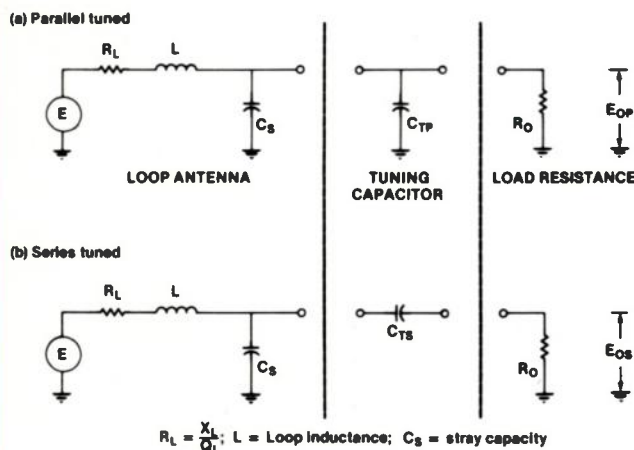 (a) Parallel tuned
R_L L
E C_S C_TP R_O E_OP
LOOP ANTENNA TUNING CAPACITOR LOAD RESISTANCE
(b) Series tuned
R_L L
E C_S C_TS R_O E_OS
R_L = X_L/Q_L; L = Loop inductance; C_S = stray capacity